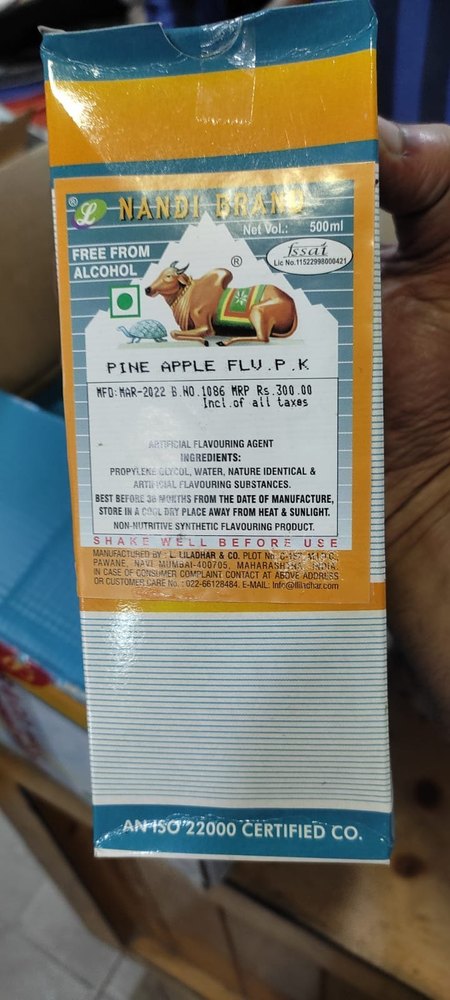 ® L NANDI BRAND
Net Vol.: 500ml
FREE FROM
ALCOHOL
fssai
Lic No.11522998000421
®
PINE APPLE FLV.P.K
MFD:MAR-2022 B.NO.1086 MRP Rs.300.00
Incl.of all taxes
ARTIFICIAL FLAVOURING AGENT
INGREDIENTS:
PROPYLENE GLYCOL, WATER, NATURE IDENTICAL &
ARTIFICIAL FLAVOURING SUBSTANCES.
BEST BEFORE 36 MONTHS FROM THE DATE OF MANUFACTURE,
STORE IN A COOL DRY PLACE AWAY FROM HEAT & SUNLIGHT.
NON-NUTRITIVE SYNTHETIC FLAVOURING PRODUCT.
SHAKE WELL BEFORE USE
MANUFACTURED BY : L. LILADHAR & CO. PLOT No. M.I.D.C.,
PAWANE, NAVI MUMBAI-400705, MAHARASHTRA, INDIA.
IN CASE OF CONSUMER COMPLAINT CONTACT AT ABOVE ADDRESS
OR CUSTOMER CARE No. : 022-66128484. E-MAIL: info@lliladhar.com
AN ISO 22000 CERTIFIED CO.